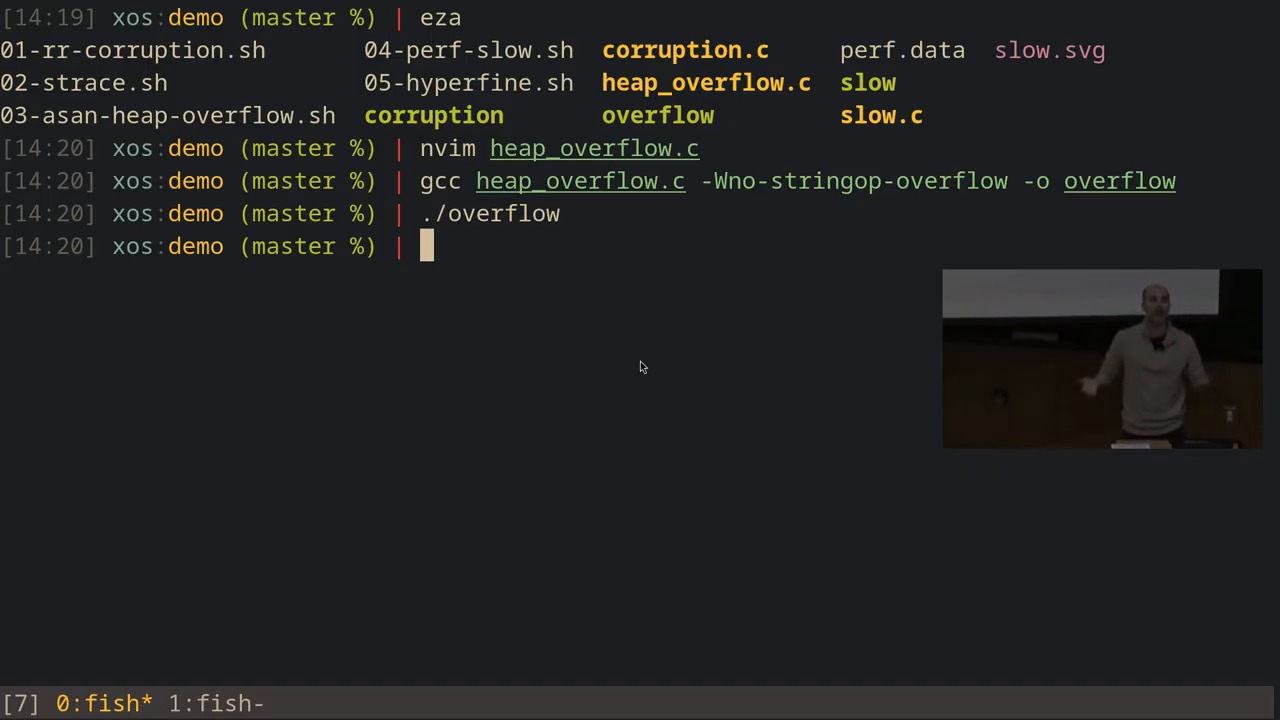 [14:19] xos:demo (master %) | eza
01-rr-corruption.sh 04-perf-slow.sh corruption.c perf.data slow.svg
02-strace.sh 05-hyperfine.sh heap_overflow.c slow
03-asan-heap-overflow.sh corruption overflow slow.c
[14:20] xos:demo (master %) | nvim heap_overflow.c
[14:20] xos:demo (master %) | gcc heap_overflow.c -Wno-stringop-overflow -o overflow
[14:20] xos:demo (master %) | ./overflow
[14:20] xos:demo (master %) |
[7] 0:fish* 1:fish-